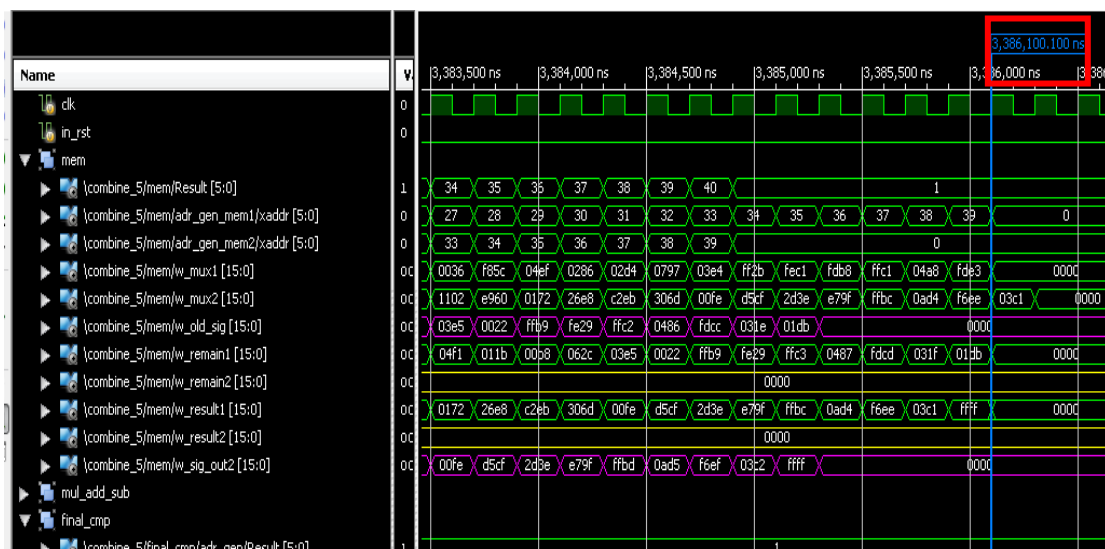 3,386,100.100 ns
Name V. 3,383,500 ns 3,384,000 ns 3,384,500 ns 3,385,000 ns 3,385,500 ns 3,386,000 ns
clk 0
in_rst 0
mem
\combine_5/mem/Result [5:0] 1 34 35 36 37 38 39 40 1
\combine_5/mem/adr_gen_mem1/xaddr [5:0] 0 27 28 29 30 31 32 33 34 35 36 37 38 39 0
\combine_5/mem/adr_gen_mem2/xaddr [5:0] 0 33 34 35 36 37 38 39 0
\combine_5/mem/w_mux1 [15:0] 0036 f85c 04ef 0286 02d4 0797 03e4 ff2b fec1 fdb8 ffc1 04a8 fde3 0000
\combine_5/mem/w_mux2 [15:0] 1102 e960 0172 26e8 c2eb 306d 00fe d5cf 2d3e e79f ffbc 0ad4 f6ee 03c1 0000
\combine_5/mem/w_old_sig [15:0] 03e5 0022 ffb9 fe29 ffc2 0486 fdcc 031e 01db 0000
\combine_5/mem/w_remain1 [15:0] 04f1 011b 00b8 062c 03e5 0022 ffb9 fe29 ffc3 0487 fdcd 031f 01db 0000
\combine_5/mem/w_remain2 [15:0] 0000
\combine_5/mem/w_result1 [15:0] 0172 26e8 c2eb 306d 00fe d5cf 2d3e e79f ffbc 0ad4 f6ee 03c1 ffff 0000
\combine_5/mem/w_result2 [15:0] 0000
\combine_5/mem/w_sig_out2 [15:0] 00fe d5cf 2d3e e79f ffbd 0ad5 f6ef 03c2 ffff 0000
mul_add_sub
final_cmp
\combine_5/final_cmp/adr_gen/Result [5:0] 1 1